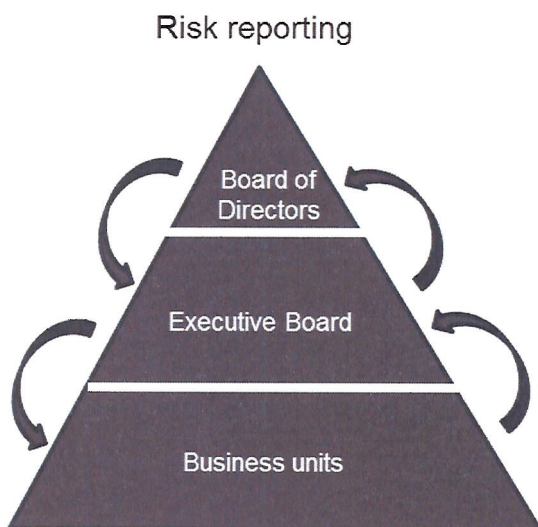 Risk reporting
Board of
Directors
Executive Board
Business units